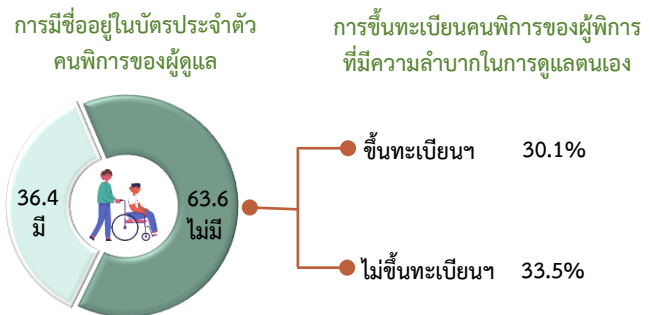 การมีชื่ออยู่ในบัตรประจำตัว
คนพิการของผู้ดูแล
การขึ้นทะเบียนคนพิการของผู้พิการ
ที่มีความลำบากในการดูแลตนเอง
36.4
มี
63.6
ไม่มี
ขึ้นทะเบียนฯ 30.1%
ไม่ขึ้นทะเบียนฯ 33.5%